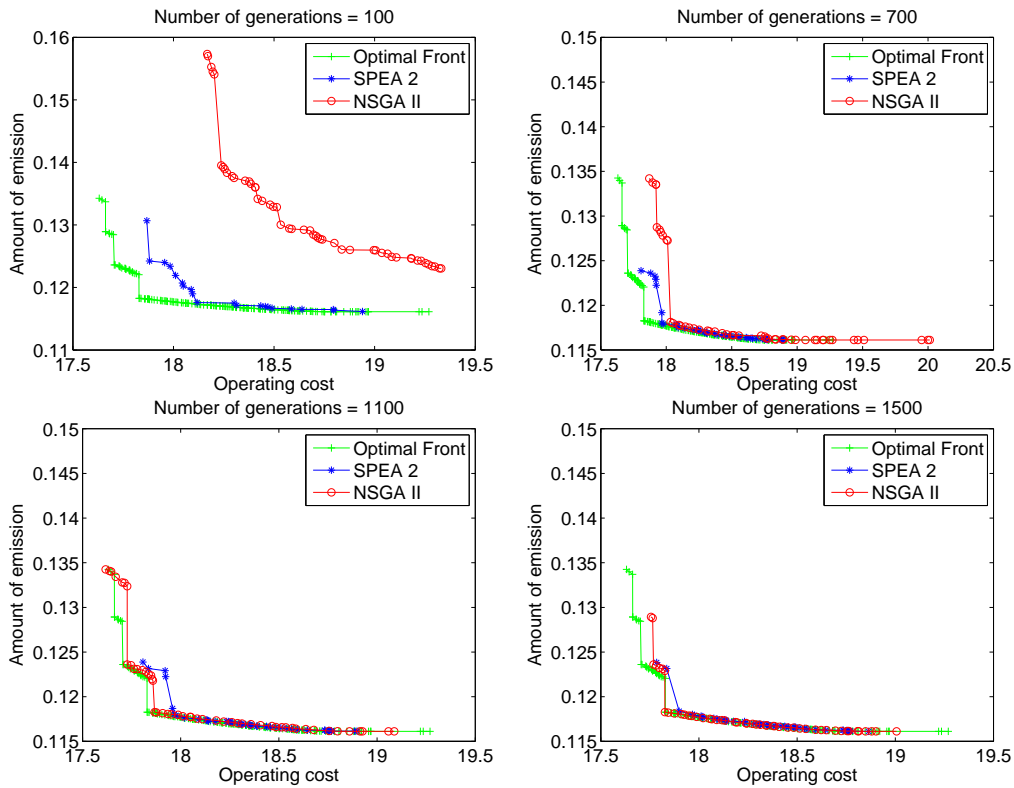 Number of generations = 100
0.16
0.15
0.14
0.13
0.12
0.11
17.5
18
18.5
19
19.5
Amount of emission
Operating cost
Optimal Front
SPEA 2
NSGA II
Number of generations = 700
0.15
0.145
0.14
0.135
0.13
0.125
0.12
0.115
17.5
18
18.5
19
19.5
20
20.5
Amount of emission
Operating cost
Optimal Front
SPEA 2
NSGA II
Number of generations = 1100
0.15
0.145
0.14
0.135
0.13
0.125
0.12
0.115
17.5
18
18.5
19
19.5
Amount of emission
Operating cost
Optimal Front
SPEA 2
NSGA II
Number of generations = 1500
0.15
0.145
0.14
0.135
0.13
0.125
0.12
0.115
17.5
18
18.5
19
19.5
Amount of emission
Operating cost
Optimal Front
SPEA 2
NSGA II